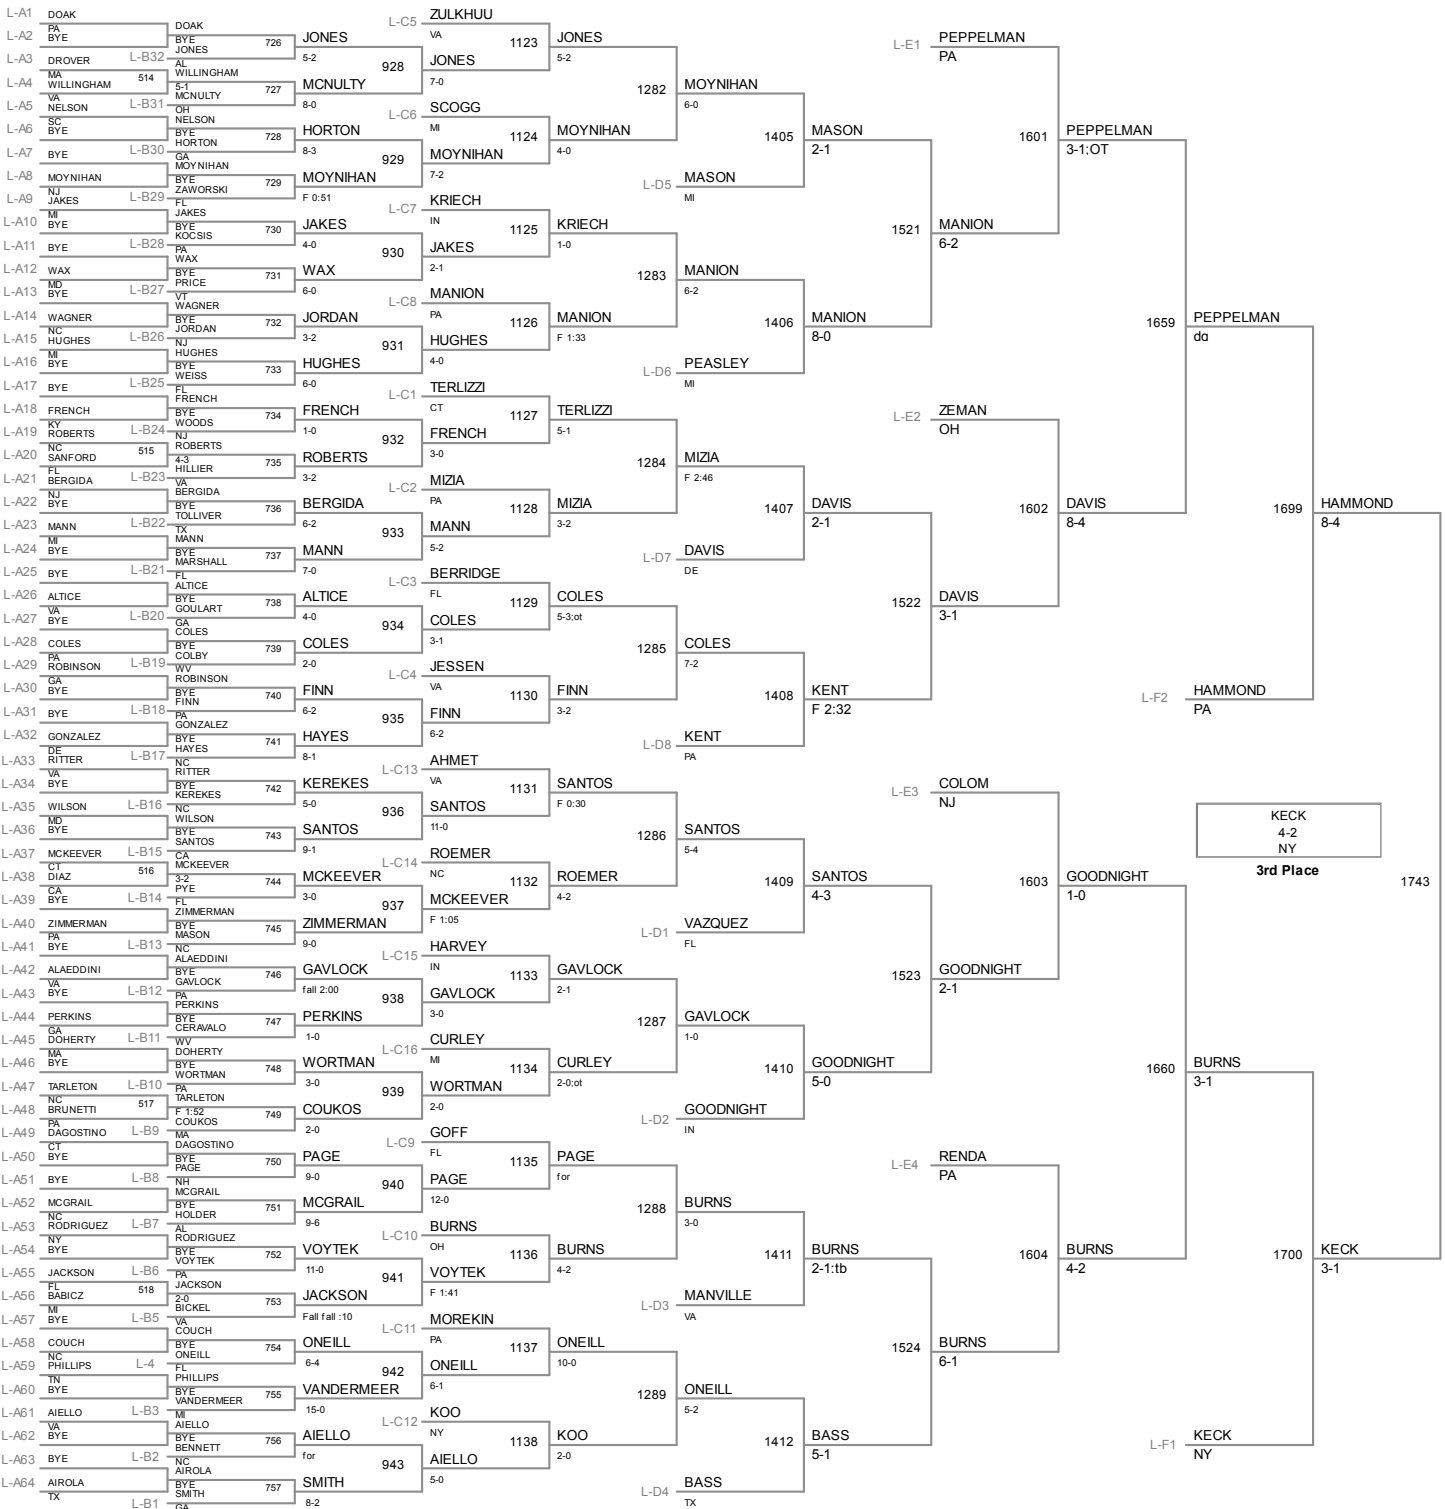 L-A1 DOAK
PA
L-A2 BYE
L-A3 DROVER
MA
514
L-A4 WILLINGHAM
VA
L-A5 NELSON
SC
L-A6 BYE
L-A7 BYE
L-A8 MOYNIHAN
NJ
L-A9 JAKES
MI
L-A10 BYE
L-A11 BYE
L-A12 WAX
MD
L-A13 BYE
L-A14 WAGNER
NC
L-A15 HUGHES
MI
L-A16 BYE
L-A17 BYE
L-A18 FRENCH
KY
L-A19 ROBERTS
NC
515
L-A20 SANFORD
FL
L-A21 BERGIDA
NJ
L-A22 BYE
L-A23 MANN
MI
L-A24 BYE
L-A25 BYE
L-A26 ALTICE
VA
L-A27 BYE
L-A28 COLES
PA
L-A29 ROBINSON
GA
L-A30 BYE
L-A31 BYE
L-A32 GONZALEZ
DE
L-A33 RITTER
VA
L-A34 BYE
L-A35 WILSON
MD
L-A36 BYE
L-A37 MCKEEVER
CT
516
L-A38 DIAZ
CA
L-A39 BYE
L-A40 ZIMMERMAN
PA
L-A41 BYE
L-A42 ALAEDDINI
VA
L-A43 BYE
L-A44 PERKINS
GA
L-A45 DOHERTY
MA
L-A46 BYE
L-A47 TARLETON
NC
517
L-A48 BRUNETTI
PA
L-A49 DAGOSTINO
CT
L-A50 BYE
L-A51 BYE
L-A52 MCGRAIL
NC
L-A53 RODRIGUEZ
NY
L-A54 BYE
L-A55 JACKSON
FL
518
L-A56 BABICZ
MI
L-A57 BYE
L-A58 COUCH
NC
L-A59 PHILLIPS
TN
L-A60 BYE
L-A61 AIELLO
VA
L-A62 BYE
L-A63 BYE
L-A64 AIROLA
TX
DOAK
BYE
726
L-B32 JONES
AL
WILLINGHAM
5-1
727
L-B31 MCNULTY
OH
NELSON
BYE
728
L-B30 HORTON
GA
MOYNIHAN
BYE
729
L-B29 ZAWORSKI
FL
JAKES
BYE
730
L-B28 KOCSIS
PA
WAX
BYE
731
L-B27 PRICE
VT
WAGNER
BYE
732
L-B26 JORDAN
NJ
HUGHES
BYE
733
L-B25 WEISS
FL
FRENCH
BYE
734
L-B24 WOODS
NJ
ROBERTS
4-3
735
L-B23 HILLIER
VA
BERGIDA
BYE
736
L-B22 TOLLIVER
TX
MANN
BYE
737
L-B21 MARSHALL
FL
ALTICE
BYE
738
L-B20 GOULART
GA
COLES
BYE
739
L-B19 COLBY
WV
ROBINSON
BYE
740
L-B18 FINN
PA
GONZALEZ
BYE
741
L-B17 HAYES
NC
RITTER
BYE
742
L-B16 KEREKES
NC
WILSON
BYE
743
L-B15 SANTOS
CA
MCKEEVER
3-2
744
L-B14 PYE
FL
ZIMMERMAN
BYE
745
L-B13 MASON
NC
ALAEDDINI
BYE
746
L-B12 GAVLOCK
PA
PERKINS
BYE
747
L-B11 CERAVALO
WV
DOHERTY
BYE
748
L-B10 WORTMAN
PA
TARLETON
F 1:52
749
L-B9 COUKOS
MA
DAGOSTINO
BYE
750
L-B8 PAGE
NH
MCGRAIL
BYE
751
L-B7 HOLDER
AL
RODRIGUEZ
BYE
752
L-B6 VOYTEK
PA
JACKSON
2-0
753
L-B5 BICKEL
VA
COUCH
BYE
754
L-4 ONEILL
FL
PHILLIPS
BYE
755
L-B3 VANDERMEER
MI
AIELLO
BYE
756
L-B2 BENNETT
NC
AIROLA
BYE
757
L-B1 SMITH
GA
JONES
5-2
928
MCNULTY
8-0
HORTON
8-3
929
MOYNIHAN
F 0:51
JAKES
4-0
930
WAX
6-0
JORDAN
3-2
931
HUGHES
6-0
FRENCH
1-0
932
ROBERTS
3-2
BERGIDA
6-2
933
MANN
7-0
ALTICE
4-0
934
COLES
2-0
FINN
6-2
935
HAYES
8-1
KEREKES
5-0
936
SANTOS
9-1
MCKEEVER
3-0
937
ZIMMERMAN
9-0
GAVLOCK
fall 2:00
938
PERKINS
1-0
WORTMAN
3-0
939
COUKOS
2-0
PAGE
9-0
940
MCGRAIL
9-6
VOYTEK
11-0
941
JACKSON
Fall fall :10
ONEILL
6-4
942
VANDERMEER
15-0
AIELLO
for
943
SMITH
8-2
L-C5 ZULKHUU
VA
1123
JONES
7-0
L-C6 SCOGG
MI
1124
MOYNIHAN
7-2
L-C7 KRIECH
IN
1125
JAKES
2-1
L-C8 MANION
PA
1126
HUGHES
4-0
L-C1 TERLIZZI
CT
1127
FRENCH
3-0
L-C2 MIZIA
PA
1128
MANN
5-2
L-C3 BERRIDGE
FL
1129
COLES
3-1
L-C4 JESSEN
VA
1130
FINN
6-2
L-C13 AHMET
VA
1131
SANTOS
11-0
L-C14 ROEMER
NC
1132
MCKEEVER
F 1:05
L-C15 HARVEY
IN
1133
GAVLOCK
3-0
L-C16 CURLEY
MI
1134
WORTMAN
2-0
L-C9 GOFF
FL
1135
PAGE
12-0
L-C10 BURNS
OH
1136
VOYTEK
F 1:41
L-C11 MOREKIN
PA
1137
ONEILL
6-1
L-C12 KOO
NY
1138
AIELLO
5-0
JONES
5-2
1282
MOYNIHAN
4-0
KRIECH
1-0
1283
MANION
F 1:33
TERLIZZI
5-1
1284
MIZIA
3-2
COLES
5-3;ot
1285
FINN
3-2
SANTOS
F 0:30
1286
ROEMER
4-2
GAVLOCK
2-1
1287
CURLEY
2-0;ot
PAGE
for
1288
BURNS
4-2
ONEILL
10-0
1289
KOO
2-0
MOYNIHAN
6-0
1405
L-D5 MASON
MI
MANION
6-2
1406
L-D6 PEASLEY
MI
MIZIA
F 2:46
1407
L-D7 DAVIS
DE
COLES
7-2
1408
L-D8 KENT
PA
SANTOS
5-4
1409
L-D1 VAZQUEZ
FL
GAVLOCK
1-0
1410
L-D2 GOODNIGHT
IN
BURNS
3-0
1411
L-D3 MANVILLE
VA
ONEILL
5-2
1412
L-D4 BASS
TX
MASON
2-1
1521
MANION
8-0
DAVIS
2-1
1522
KENT
F 2:32
SANTOS
4-3
1523
GOODNIGHT
5-0
BURNS
2-1:tb
1524
BASS
5-1
L-E1 PEPPELMAN
PA
1601
MANION
6-2
L-E2 ZEMAN
OH
1602
DAVIS
3-1
L-E3 COLOM
NJ
1603
GOODNIGHT
2-1
L-E4 RENDA
PA
1604
BURNS
6-1
PEPPELMAN
3-1;OT
1659
DAVIS
8-4
GOODNIGHT
1-0
1660
BURNS
4-2
PEPPELMAN
dq
1699
L-F2 HAMMOND
PA
BURNS
3-1
1700
L-F1 KECK
NY
HAMMOND
8-4
1743
KECK
3-1
KECK
4-2
NY
3rd Place